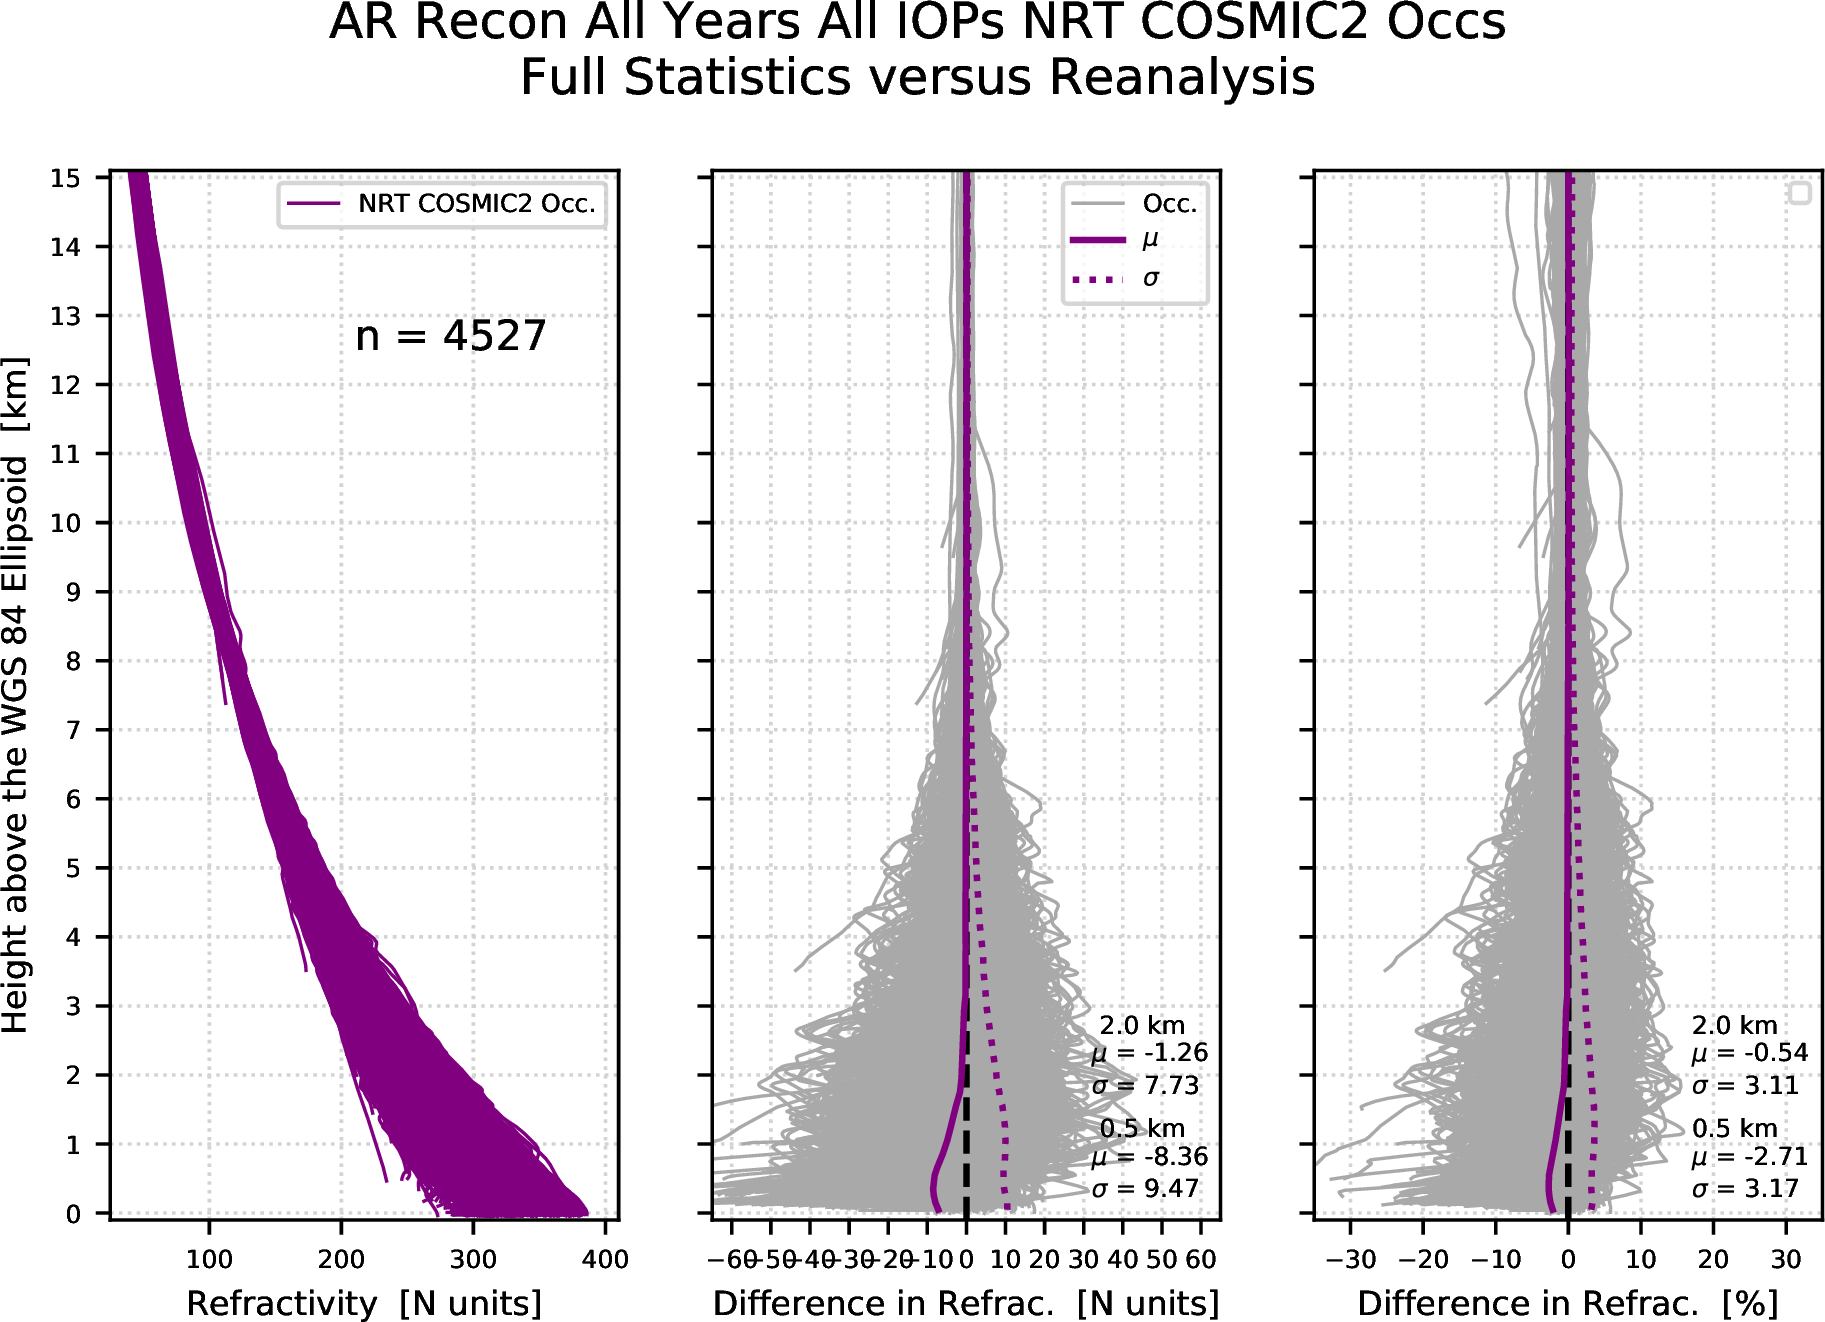 AR Recon All Years All IOPs NRT COSMIC2 Occs
Full Statistics versus Reanalysis
Height above the WGS 84 Ellipsoid [km]
15
14
13
12
11
10
9
8
7
6
5
4
3
2
1
0
NRT COSMIC2 Occ.
n = 4527
100 200 300 400
Refractivity [N units]
Occ.
μ
σ
2.0 km
μ = -1.26
σ = 7.73
0.5 km
μ = -8.36
σ = 9.47
−60 −50 −40 −30 −20 −10 0 10 20 30 40 50 60
Difference in Refrac. [N units]
2.0 km
μ = -0.54
σ = 3.11
0.5 km
μ = -2.71
σ = 3.17
−30 −20 −10 0 10 20 30
Difference in Refrac. [%]